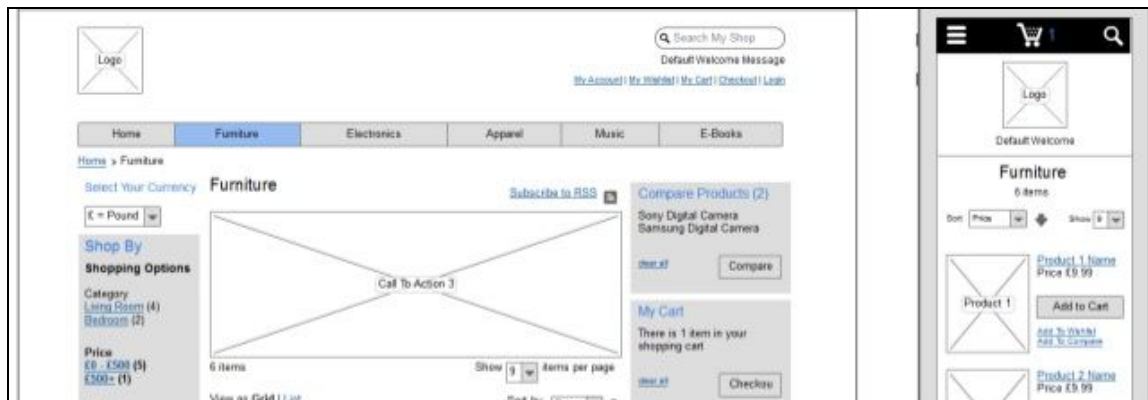 Logo
Search My Shop
Default Welcome Message
My Account | My Wishlist | My Cart | Checkout | Login
Home
Furniture
Electronics
Apparel
Music
E-Books
Home > Furniture
Select Your Currency
£ = Pound
Shop By
Shopping Options
Category
Living Room (4)
Bedroom (2)
Price
£0 - £500 (5)
£500+ (1)
Furniture
Subscribe to RSS
Call To Action 3
6 items
Show 9 items per page
View as Grid | List
Sort by
Compare Products (2)
Sony Digital Camera
Samsung Digital Camera
clear all
Compare
My Cart
There is 1 item in your
shopping cart
clear all
Checkou
1
Logo
Default Welcome
Furniture
6 items
Sort Price
Show 9
Product 1
Product 1 Name
Price £9.99
Add to Cart
Add To Wishlist
Add To Compare
Product 2 Name
Price £9.99